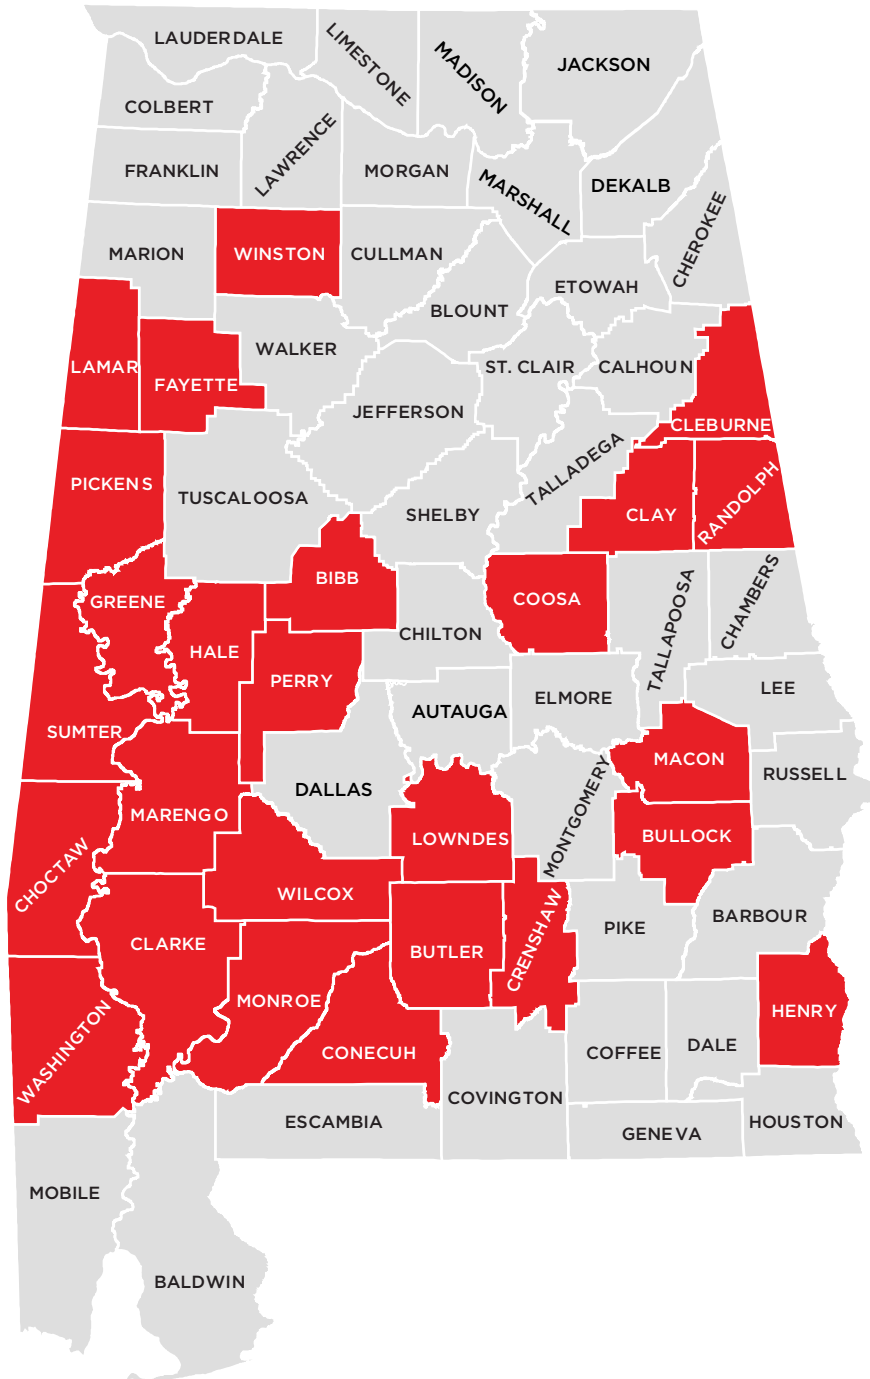 LAUDERDALE
LIMESTONE
MADISON
JACKSON
COLBERT
LAWRENCE
FRANKLIN
MORGAN
MARSHALL
DEKALB
CHEROKEE
MARION
WINSTON
CULLMAN
ETOWAH
BLOUNT
WALKER
LAMAR
FAYETTE
ST. CLAIR
CALHOUN
JEFFERSON
CLEBURNE
PICKENS
TUSCALOOSA
TALLADEGA
SHELBY
CLAY
RANDOLPH
BIBB
GREENE
COOSA
CHILTON
TALLAPOOSA
CHAMBERS
HALE
PERRY
LEE
SUMTER
AUTAUGA
ELMORE
MACON
RUSSELL
DALLAS
MONTGOMERY
MARENGO
LOWNDES
BULLOCK
CHOCTAW
WILCOX
CLARKE
BUTLER
CRENSHAW
PIKE
BARBOUR
MONROE
HENRY
WASHINGTON
CONECUH
COFFEE
DALE
COVINGTON
ESCAMBIA
GENEVA
HOUSTON
MOBILE
BALDWIN